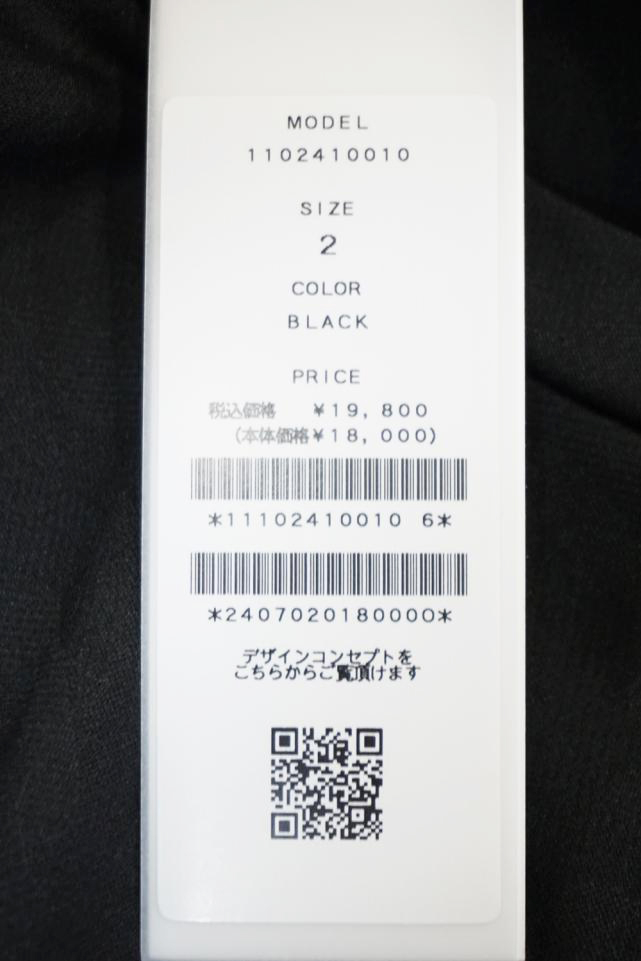 MODEL
1102410010
SIZE
2
COLOR
BLACK
PRICE
税込価格 ¥19,800
(本体価格¥18,000)
*11102410010 6*
*2407020180000*
デザインコンセプトを
こちらからご覧頂けます